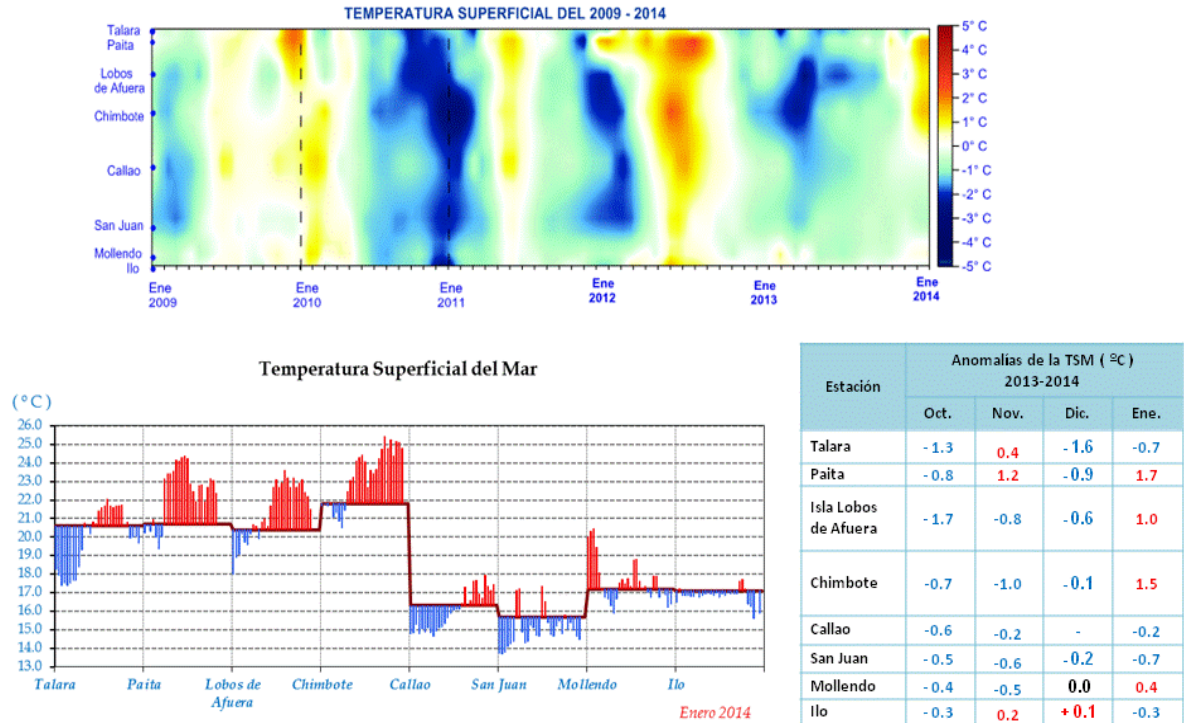 TEMPERATURA SUPERFICIAL DEL 2009 - 2014
Talara
Paita
Lobos
de Afuera
Chimbote
Callao
San Juan
Mollendo
Ilo
5° C
4° C
3° C
2° C
1° C
0° C
-1° C
-2° C
-3° C
-4° C
-5° C
Ene
2009
Ene
2010
Ene
2011
Ene
2012
Ene
2013
Ene
2014
Temperatura Superficial del Mar
(°C)
26.0
25.0
24.0
23.0
22.0
21.0
20.0
19.0
18.0
17.0
16.0
15.0
14.0
13.0
Talara Paita Lobos de Afuera Chimbote Callao San Juan Mollendo Ilo
Enero 2014
Estación Anomalías de la TSM ( ºC )
2013-2014
Oct. Nov. Dic. Ene.
Talara - 1.3 0.4 - 1.6 -0.7
Paita - 0.8 1.2 - 0.9 1.7
Isla Lobos
de Afuera - 1.7 - 0.8 - 0.6 1.0
Chimbote -0.7 -1.0 - 0.1 1.5
Callao - 0.6 -0.2 - -0.2
San Juan - 0.5 -0.6 - 0.2 -0.7
Mollendo - 0.4 -0.5 0.0 0.4
Ilo - 0.3 0.2 + 0.1 -0.3